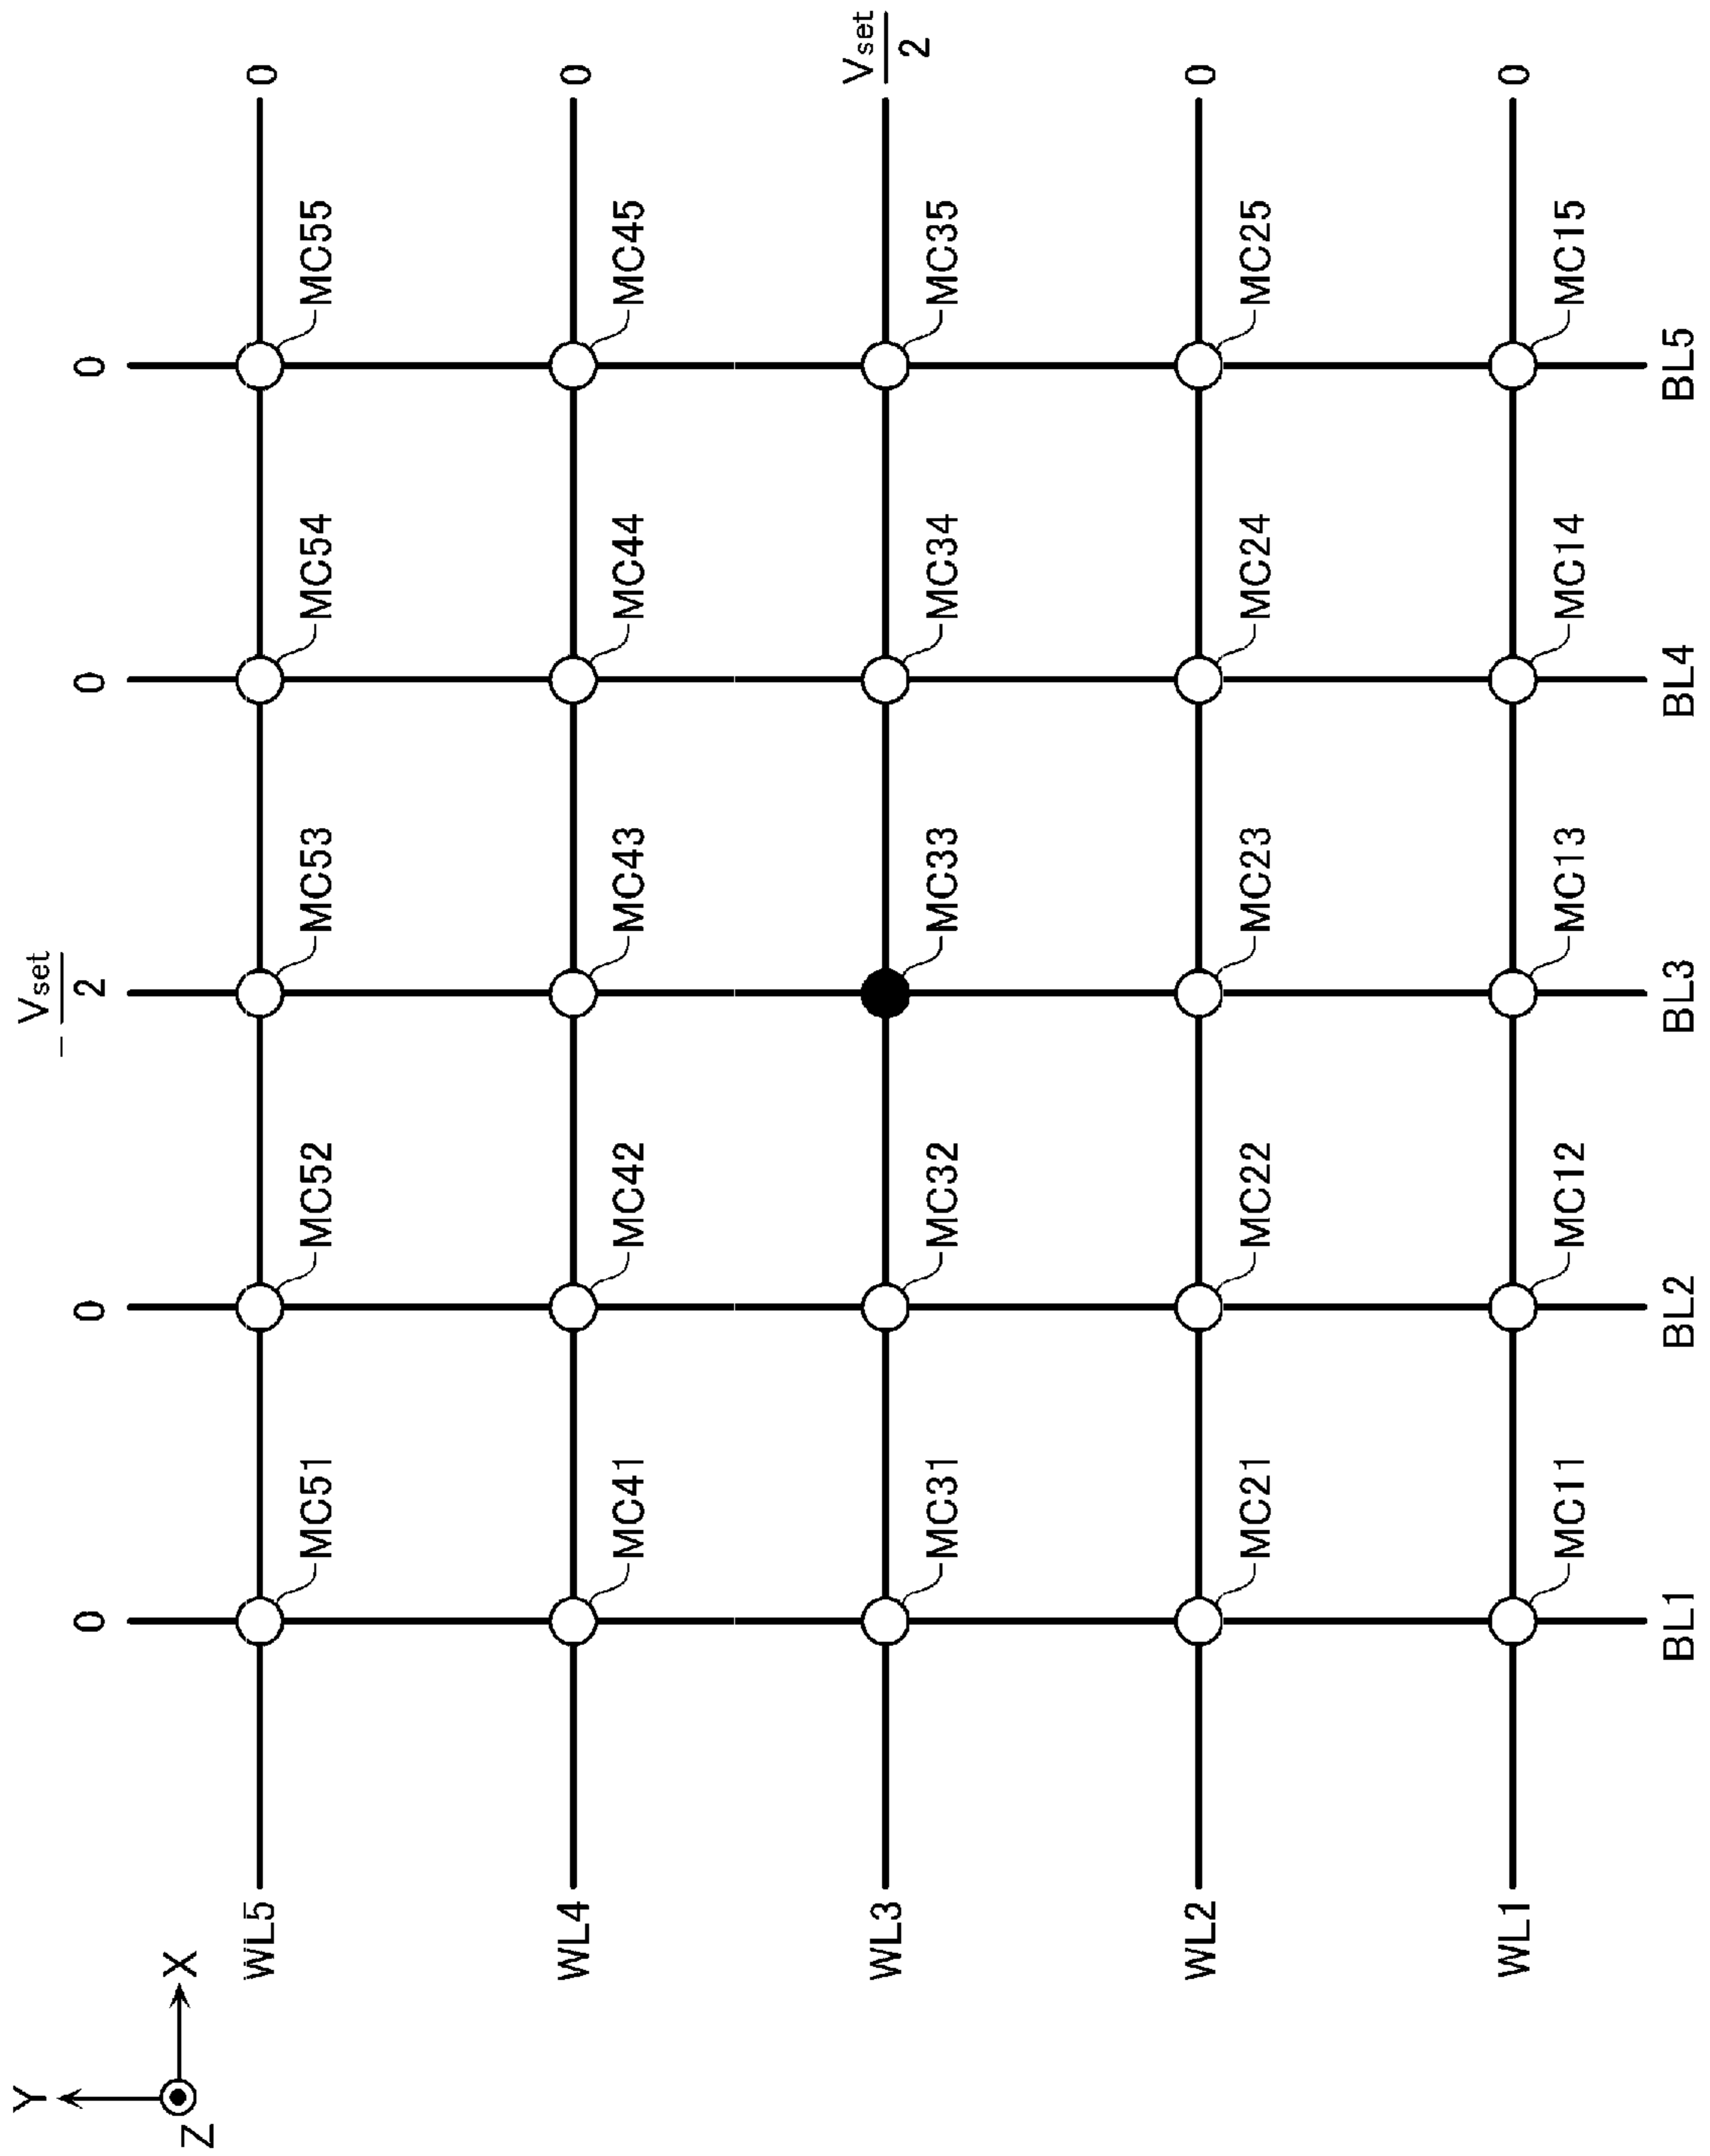 Y
X
Z
0
0
− Vset
2
0
0
WL5
0
MC51
MC52
MC53
MC54
MC55
WL4
0
MC41
MC42
MC43
MC44
MC45
WL3
Vset
2
MC31
MC32
MC33
MC34
MC35
WL2
0
MC21
MC22
MC23
MC24
MC25
WL1
0
MC11
MC12
MC13
MC14
MC15
BL1
BL2
BL3
BL4
BL5